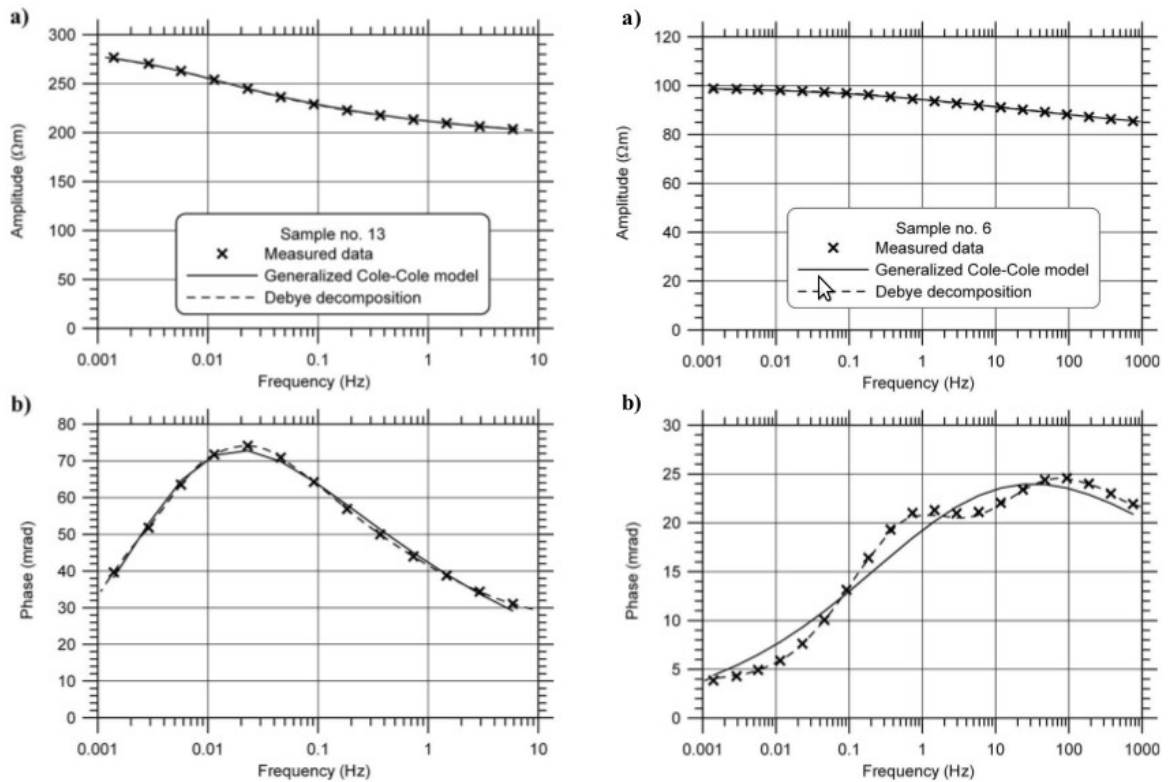 a)
300
250
200
150
100
50
0
Amplitude (Ωm)
Sample no. 13
Measured data
Generalized Cole-Cole model
Debye decomposition
0.001 0.01 0.1 1 10
Frequency (Hz)
b)
80
70
60
50
40
30
20
10
0
Phase (mrad)
0.001 0.01 0.1 1 10
Frequency (Hz)
a)
120
100
80
60
40
20
0
Amplitude (Ωm)
Sample no. 6
Measured data
Generalized Cole-Cole model
Debye decomposition
0.001 0.01 0.1 1 10 100 1000
Frequency (Hz)
b)
30
25
20
15
10
5
0
Phase (mrad)
0.001 0.01 0.1 1 10 100 1000
Frequency (Hz)